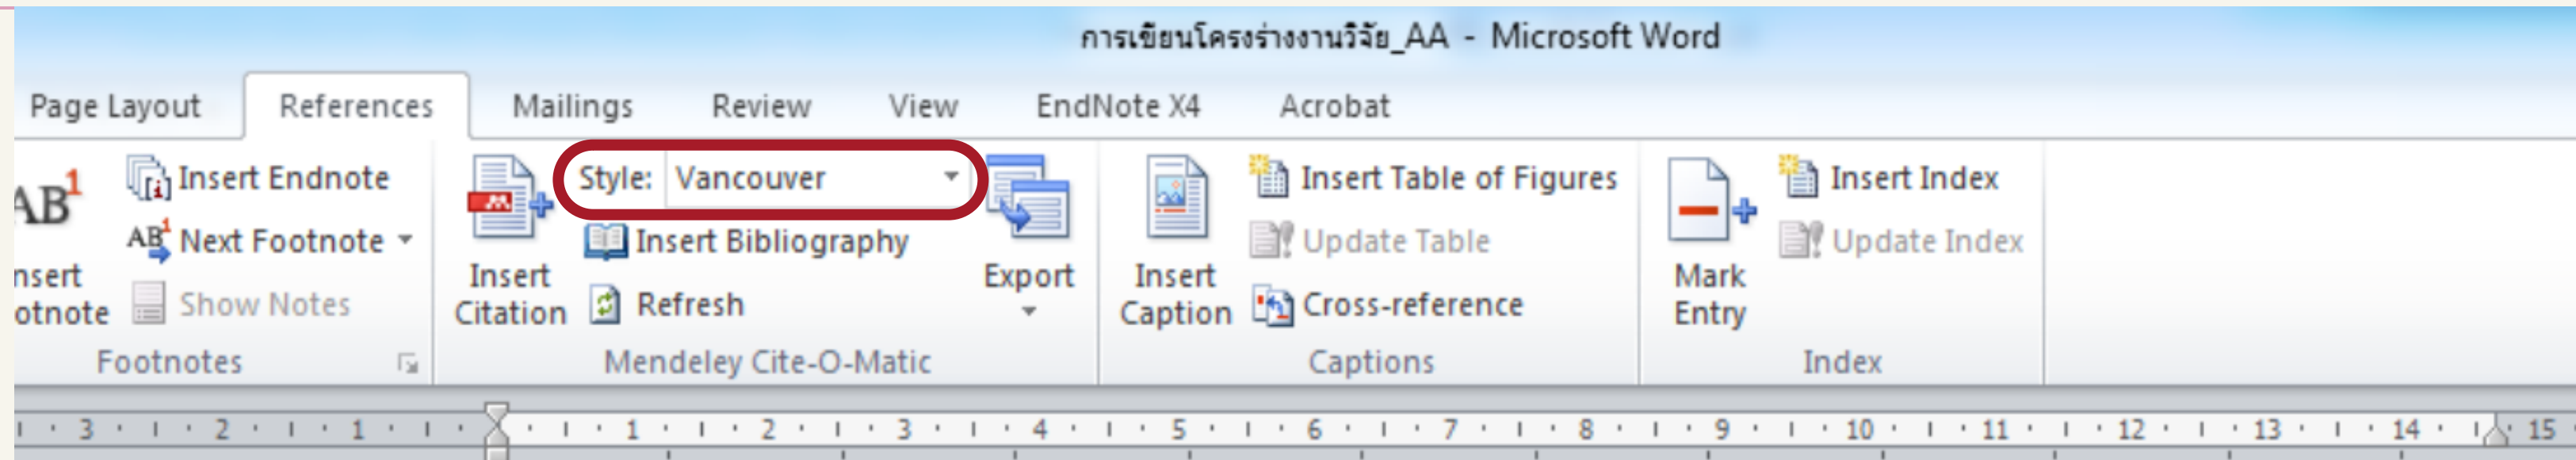 การเขียนโครงร่างงานวิจัย_AA - Microsoft Word
Page Layout References Mailings Review View EndNote X4 Acrobat
AB1 Insert Endnote Style: Vancouver Insert Table of Figures Insert Index
AB1 Next Footnote Insert Bibliography Update Table Update Index
nsert Insert Export Insert Mark
otnote Show Notes Citation Refresh Caption Cross-reference Entry
Footnotes Mendeley Cite-O-Matic Captions Index
3 2 1 1 2 3 4 5 6 7 8 9 10 11 12 13 14 15